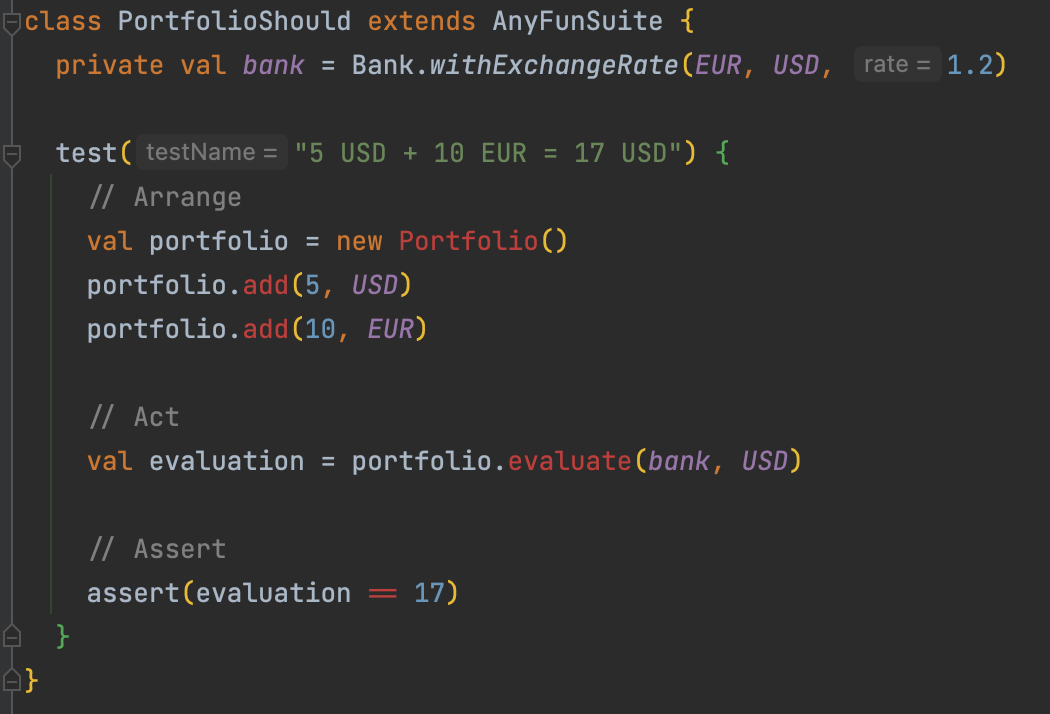 class PortfolioShould extends AnyFunSuite {
private val bank = Bank.withExchangeRate(EUR, USD, rate = 1.2)
test( testName = "5 USD + 10 EUR = 17 USD") {
// Arrange
val portfolio = new Portfolio()
portfolio.add(5, USD)
portfolio.add(10, EUR)
// Act
val evaluation = portfolio.evaluate(bank, USD)
// Assert
assert(evaluation == 17)
}
}